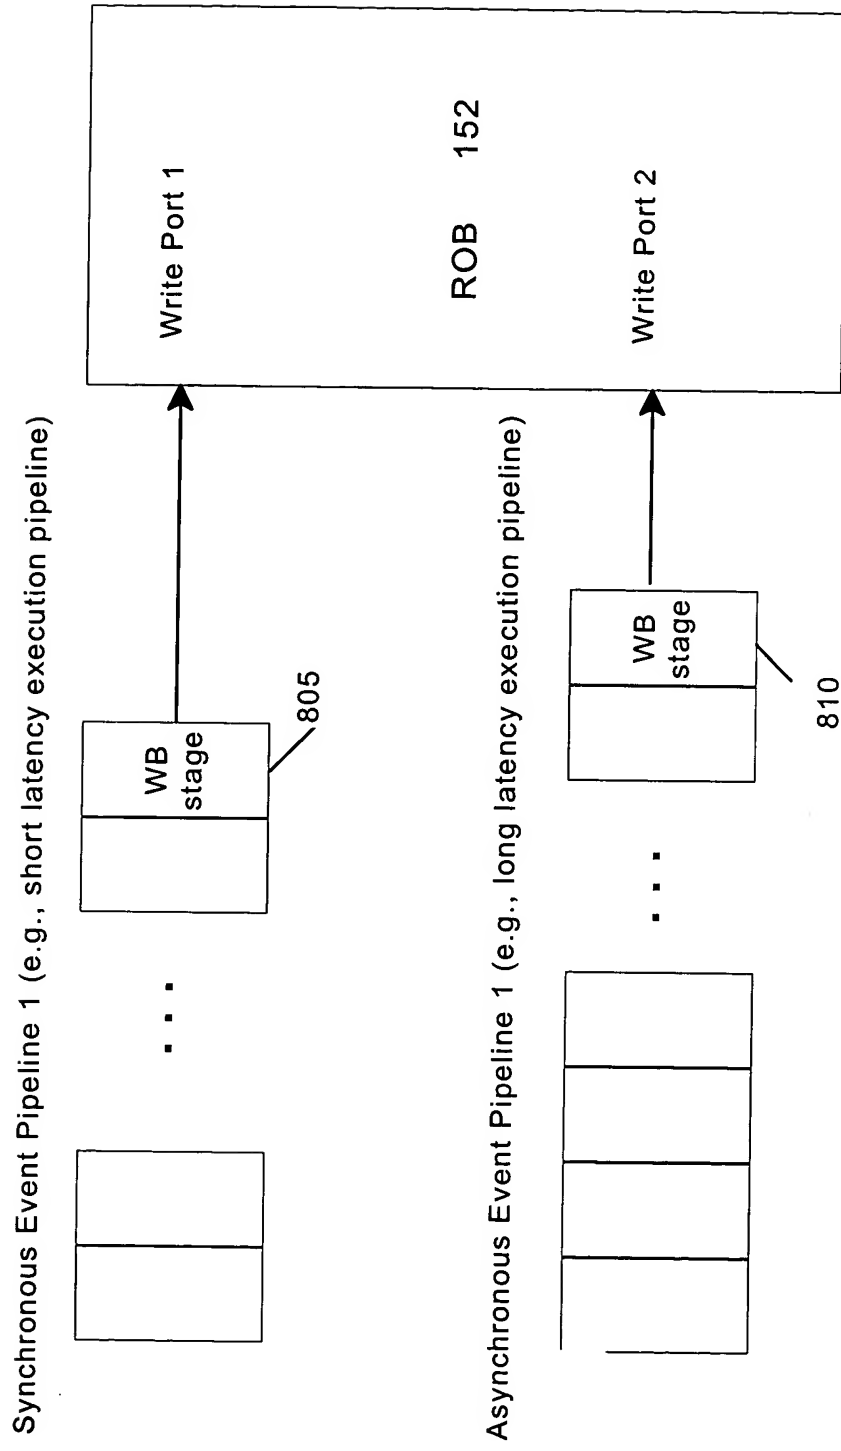 Synchronous Event Pipeline 1 (e.g., short latency execution pipeline)
. . .
WB
stage
805
Write Port 1
ROB 152
Asynchronous Event Pipeline 1 (e.g., long latency execution pipeline)
. . .
WB
stage
810
Write Port 2